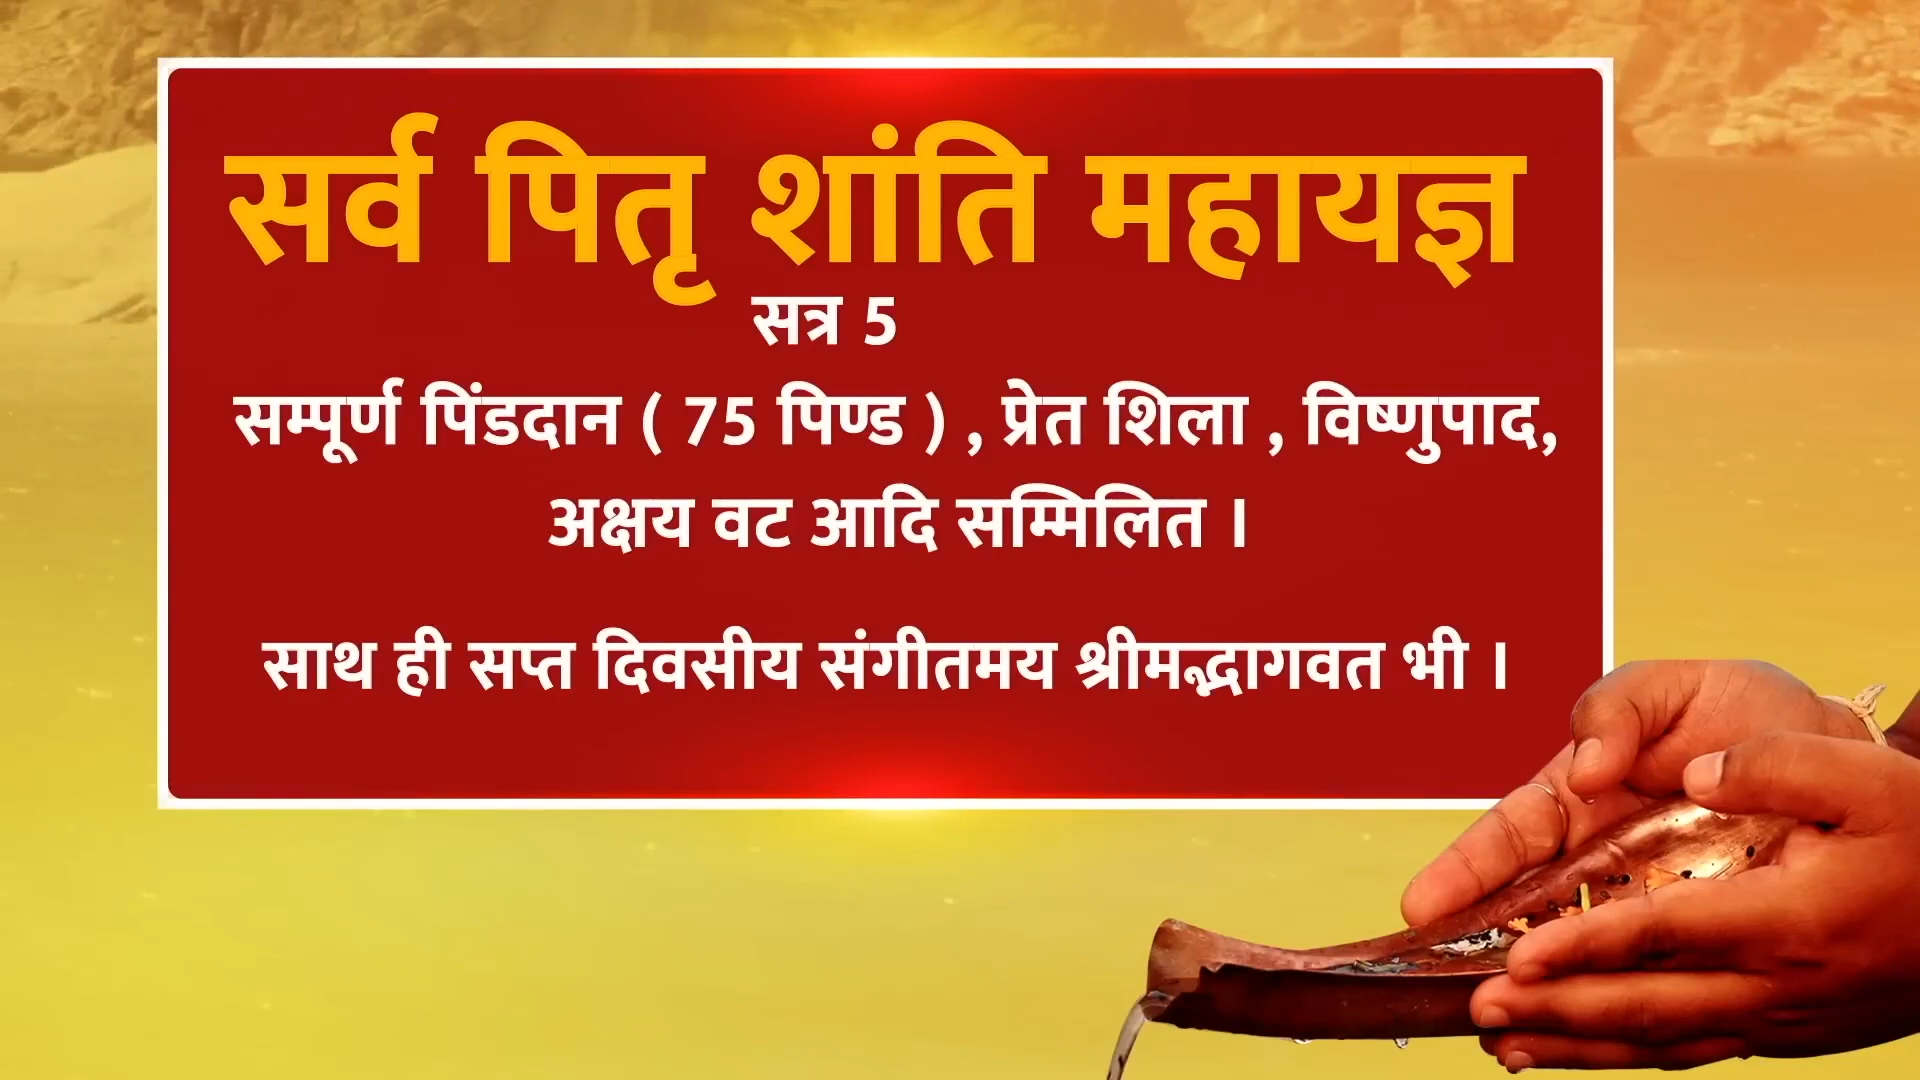 सर्व पितृ शांति महायज्ञ
सत्र 5
सम्पूर्ण पिंडदान ( 75 पिण्ड ) , प्रेत शिला , विष्णुपाद,
अक्षय वट आदि सम्मिलित ।
साथ ही सप्त दिवसीय संगीतमय श्रीमद्भागवत भी ।